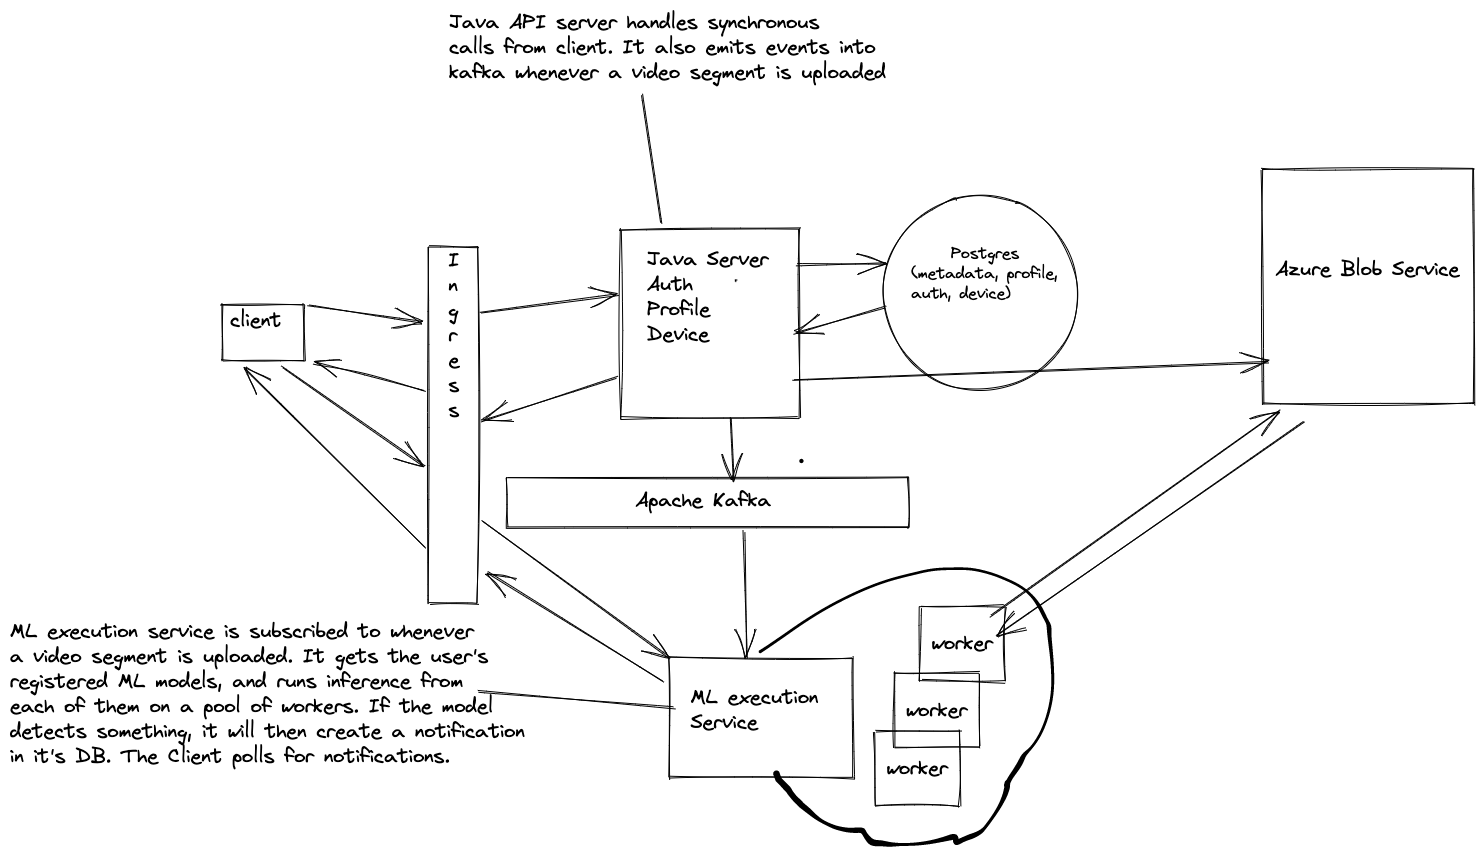 Java API server handles synchronous
calls from client. It also emits events into
kafka whenever a video segment is uploaded
Java Server
Auth
Profile
Device
Postgres
(metadata, profile,
auth, device)
Azure Blob Service
client
Ingress
Apache Kafka
ML execution service is subscribed to whenever
a video segment is uploaded. It gets the user's
registered ML models, and runs inference from
each of them on a pool of workers. If the model
detects something, it will then create a notification
in it's DB. The Client polls for notifications.
ML execution
Service
worker
worker
worker